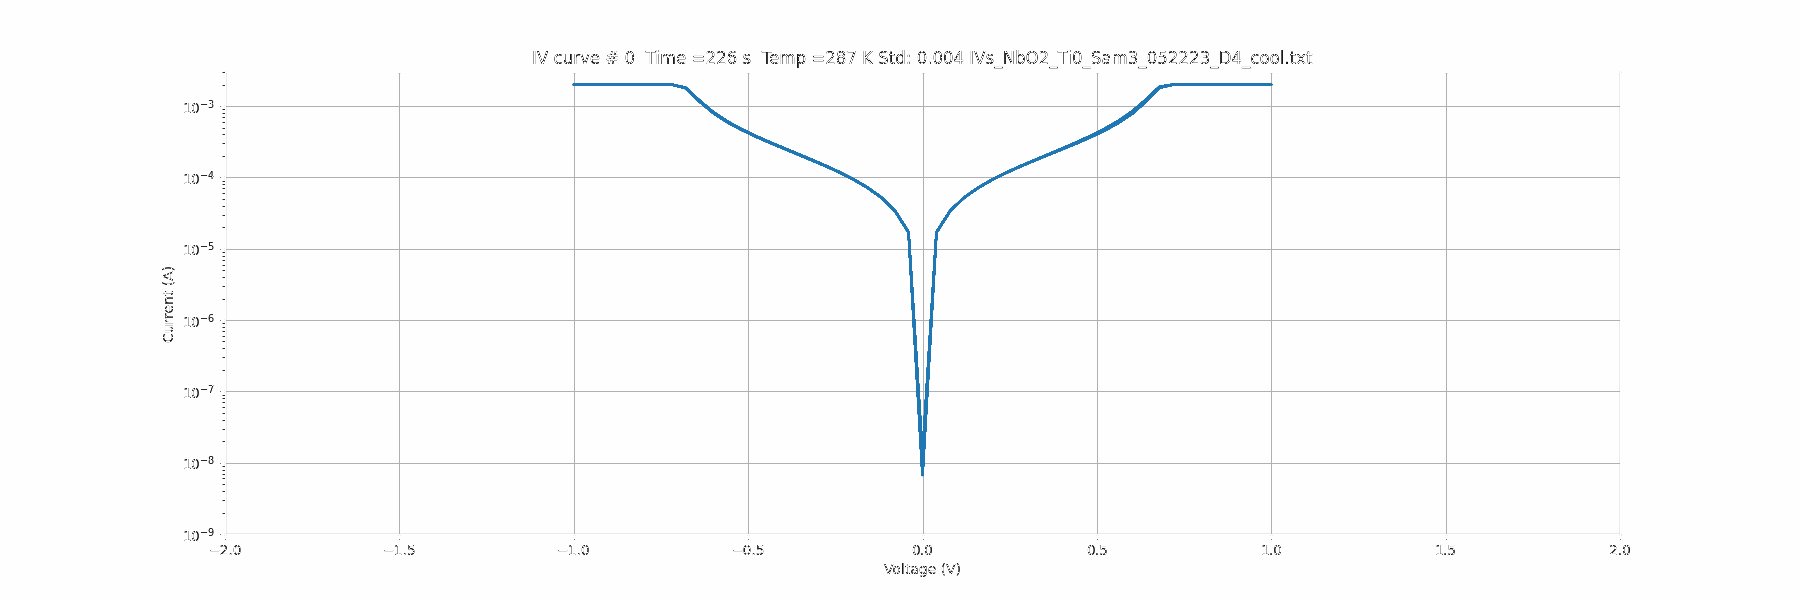 IV curve # 0  Time =226 s  Temp =287 K Std: 0.004 IVs_NbO2_Ti0_Sam3_052223_D4_cool.txt
10⁻³
10⁻⁴
10⁻⁵
10⁻⁶
10⁻⁷
10⁻⁸
10⁻⁹
Current (A)
−2.0 −1.5 −1.0 −0.5 0.0 0.5 1.0 1.5 2.0
Voltage (V)